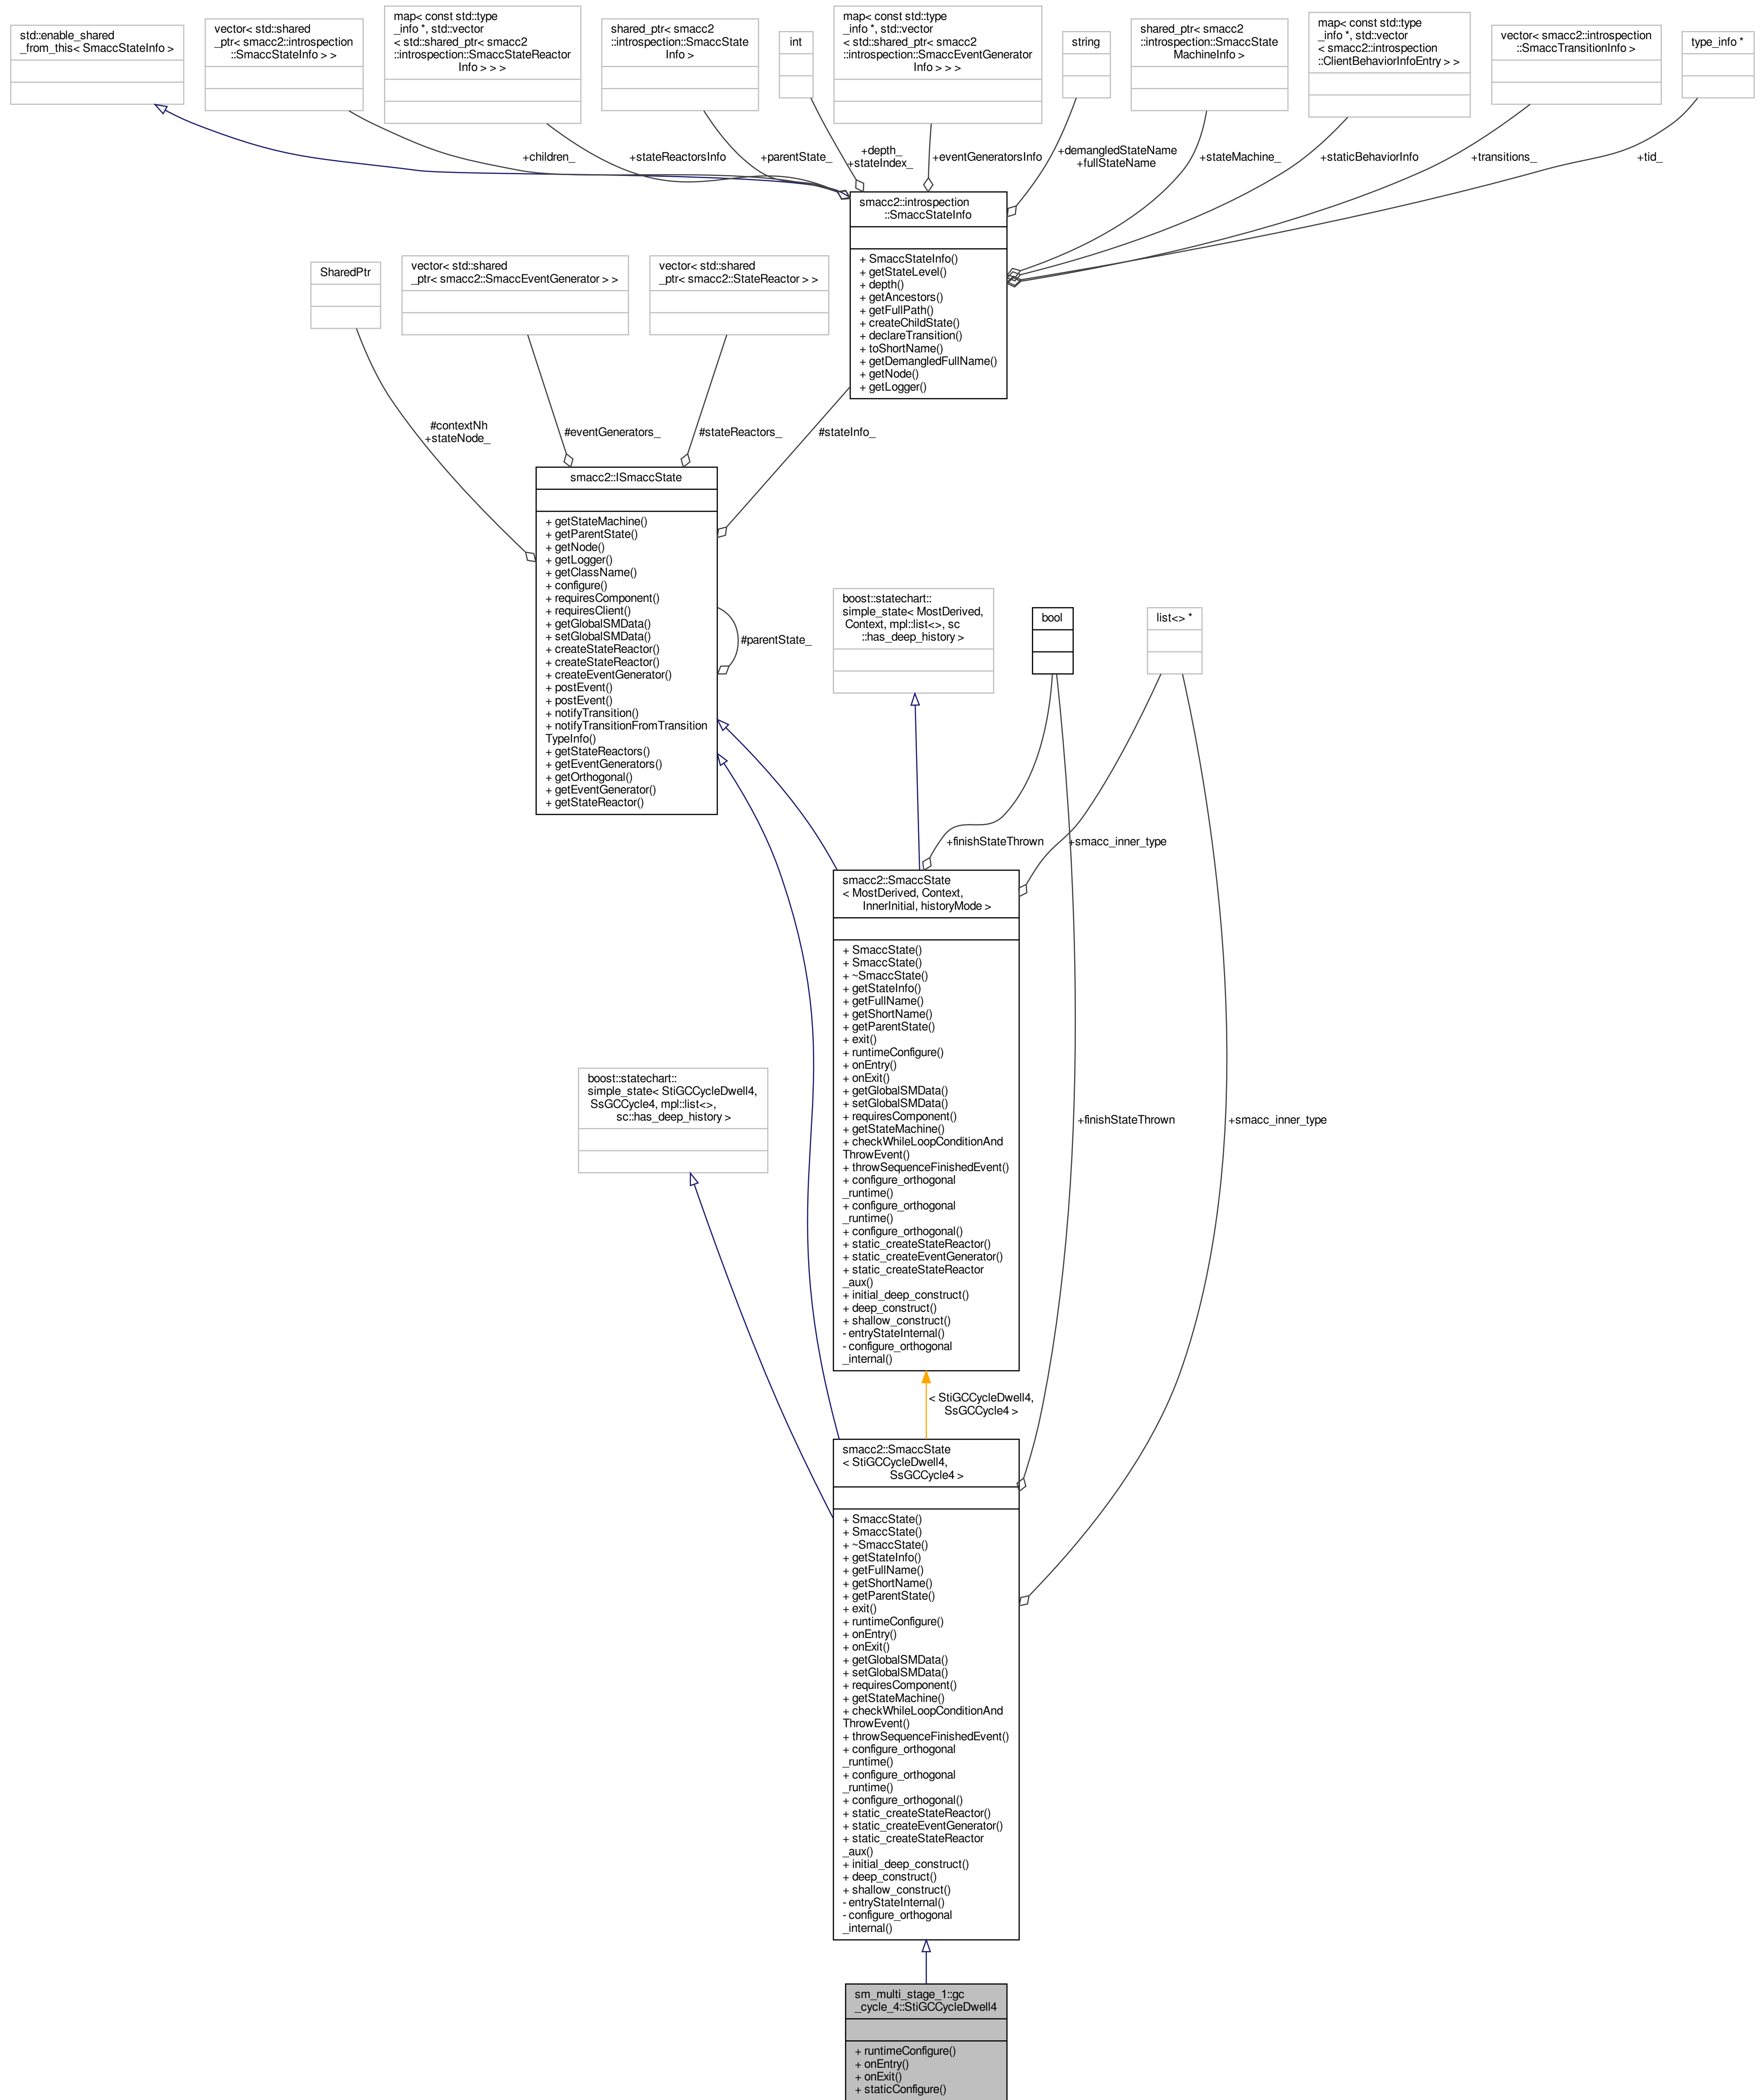 std::enable_shared
_from_this< SmaccStateInfo >
vector< std::shared
_ptr< smacc2::introspection
::SmaccStateInfo > >
map< const std::type
_info *, std::vector
< std::shared_ptr< smacc2
::introspection::SmaccStateReactor
Info > > >
shared_ptr< smacc2
::introspection::SmaccState
Info >
int
map< const std::type
_info *, std::vector
< std::shared_ptr< smacc2
::introspection::SmaccEventGenerator
Info > > >
string
shared_ptr< smacc2
::introspection::SmaccState
MachineInfo >
map< const std::type
_info *, std::vector
< smacc2::introspection
::ClientBehaviorInfoEntry > >
vector< smacc2::introspection
::SmaccTransitionInfo >
type_info *
+children_
+stateReactorsInfo
+parentState_
+depth_
+stateIndex_
+eventGeneratorsInfo
+demangledStateName
+fullStateName
+stateMachine_
+staticBehaviorInfo
+transitions_
+tid_
smacc2::introspection
::SmaccStateInfo
+ SmaccStateInfo()
+ getStateLevel()
+ depth()
+ getAncestors()
+ getFullPath()
+ createChildState()
+ declareTransition()
+ toShortName()
+ getDemangledFullName()
+ getNode()
+ getLogger()
SharedPtr
vector< std::shared
_ptr< smacc2::SmaccEventGenerator > >
vector< std::shared
_ptr< smacc2::StateReactor > >
#contextNh
+stateNode_
#eventGenerators_
#stateReactors_
#stateInfo_
smacc2::ISmaccState
+ getStateMachine()
+ getParentState()
+ getNode()
+ getLogger()
+ getClassName()
+ configure()
+ requiresComponent()
+ requiresClient()
+ getGlobalSMData()
+ setGlobalSMData()
+ createStateReactor()
+ createStateReactor()
+ createEventGenerator()
+ postEvent()
+ postEvent()
+ notifyTransition()
+ notifyTransitionFromTransition
TypeInfo()
+ getStateReactors()
+ getEventGenerators()
+ getOrthogonal()
+ getEventGenerator()
+ getStateReactor()
#parentState_
boost::statechart::
simple_state< MostDerived,
Context, mpl::list<>, sc
::has_deep_history >
bool
list<> *
+finishStateThrown
+smacc_inner_type
smacc2::SmaccState
< MostDerived, Context,
InnerInitial, historyMode >
+ SmaccState()
+ SmaccState()
+ ~SmaccState()
+ getStateInfo()
+ getFullName()
+ getShortName()
+ getParentState()
+ exit()
+ runtimeConfigure()
+ onEntry()
+ onExit()
+ getGlobalSMData()
+ setGlobalSMData()
+ requiresComponent()
+ getStateMachine()
+ checkWhileLoopConditionAnd
ThrowEvent()
+ throwSequenceFinishedEvent()
+ configure_orthogonal
_runtime()
+ configure_orthogonal
_runtime()
+ configure_orthogonal()
+ static_createStateReactor()
+ static_createEventGenerator()
+ static_createStateReactor
_aux()
+ initial_deep_construct()
+ deep_construct()
+ shallow_construct()
- entryStateInternal()
- configure_orthogonal
_internal()
boost::statechart::
simple_state< StiGCCycleDwell4,
SsGCCycle4, mpl::list<>,
sc::has_deep_history >
+finishStateThrown
+smacc_inner_type
< StiGCCycleDwell4,
SsGCCycle4 >
smacc2::SmaccState
< StiGCCycleDwell4,
SsGCCycle4 >
+ SmaccState()
+ SmaccState()
+ ~SmaccState()
+ getStateInfo()
+ getFullName()
+ getShortName()
+ getParentState()
+ exit()
+ runtimeConfigure()
+ onEntry()
+ onExit()
+ getGlobalSMData()
+ setGlobalSMData()
+ requiresComponent()
+ getStateMachine()
+ checkWhileLoopConditionAnd
ThrowEvent()
+ throwSequenceFinishedEvent()
+ configure_orthogonal
_runtime()
+ configure_orthogonal
_runtime()
+ configure_orthogonal()
+ static_createStateReactor()
+ static_createEventGenerator()
+ static_createStateReactor
_aux()
+ initial_deep_construct()
+ deep_construct()
+ shallow_construct()
- entryStateInternal()
- configure_orthogonal
_internal()
sm_multi_stage_1::gc
_cycle_4::StiGCCycleDwell4
+ runtimeConfigure()
+ onEntry()
+ onExit()
+ staticConfigure()